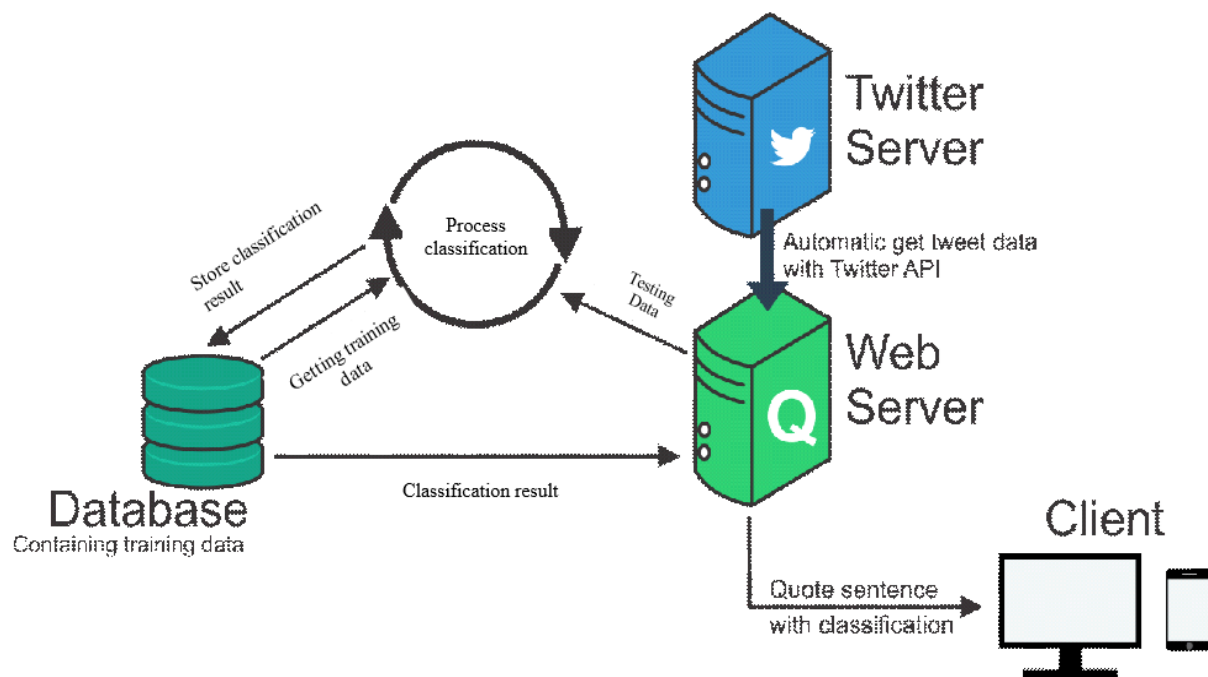 Twitter
Server
Automatic get tweet data
with Twitter API
Process
classification
Store classification
result
Getting training
data
Testing
Data
Web
Server
Q
Classification result
Database
Containing training data
Client
Quote sentence
with classification